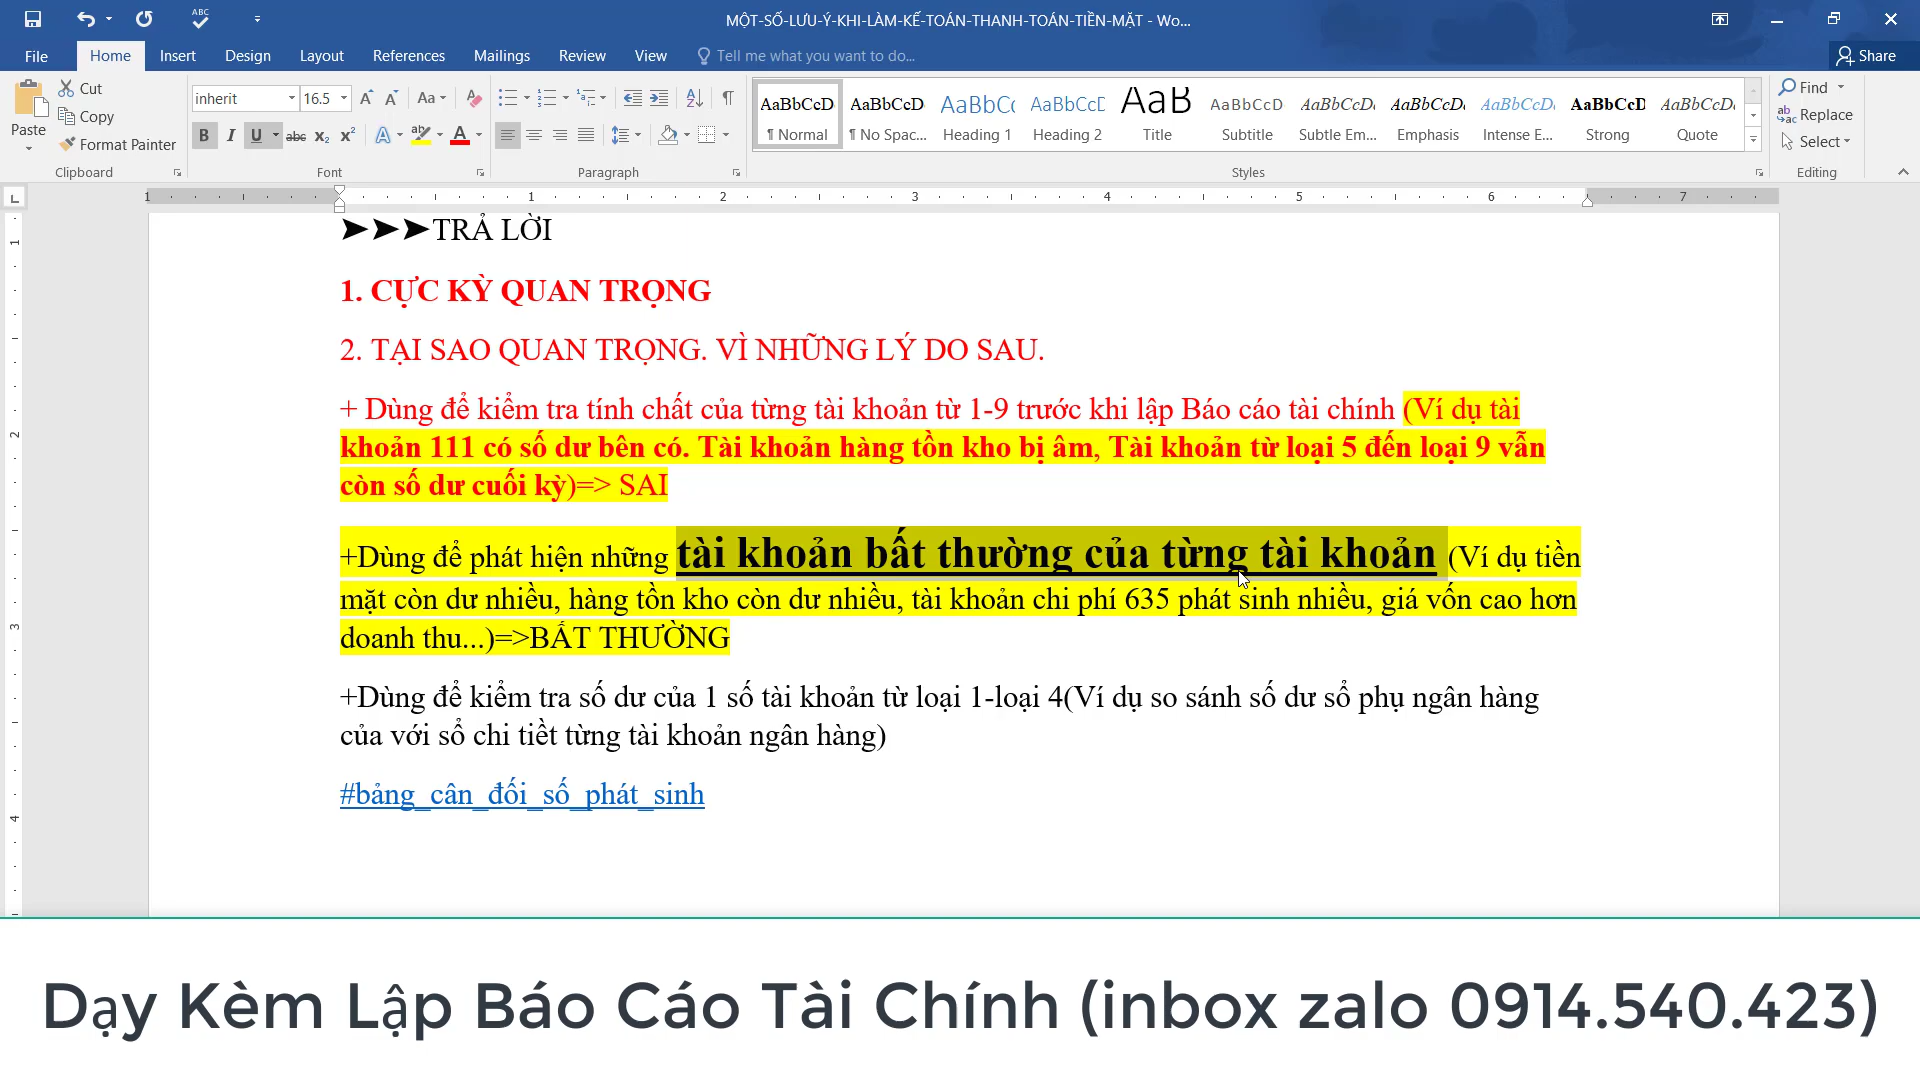 MỘT-SỐ-LƯU-Ý-KHI-LÀM-KẾ-TOÁN-THANH-TOÁN-TIỀN-MẶT - Wo...
File Home Insert Design Layout References Mailings Review View Tell me what you want to do... Share
Paste
Cut
Copy
Format Painter
Clipboard
inherit 16.5
Font
Paragraph
AaBbCcD AaBbCcD AaBbCc AaBbCcD AaB AaBbCcD AaBbCcD AaBbCcD AaBbCcD AaBbCcD AaBbCcD
¶ Normal ¶ No Spac... Heading 1 Heading 2 Title Subtitle Subtle Em... Emphasis Intense E... Strong Quote
Styles
Find
Replace
Select
Editing
1 1 2 3 4 5 6 7
➤➤➤TRẢ LỜI
1. CỰC KỲ QUAN TRỌNG
2. TẠI SAO QUAN TRỌNG. VÌ NHỮNG LÝ DO SAU.
+ Dùng để kiểm tra tính chất của từng tài khoản từ 1-9 trước khi lập Báo cáo tài chính (Ví dụ tài
khoản 111 có số dư bên có. Tài khoản hàng tồn kho bị âm, Tài khoản từ loại 5 đến loại 9 vẫn
còn số dư cuối kỳ)=> SAI
+Dùng để phát hiện những tài khoản bất thường của từng tài khoản (Ví dụ tiền
mặt còn dư nhiều, hàng tồn kho còn dư nhiều, tài khoản chi phí 635 phát sinh nhiều, giá vốn cao hơn
doanh thu...)=>BẤT THƯỜNG
+Dùng để kiểm tra số dư của 1 số tài khoản từ loại 1-loại 4(Ví dụ so sánh số dư sổ phụ ngân hàng
của với sổ chi tiết từng tài khoản ngân hàng)
#bảng_cân_đối_số_phát_sinh
Dạy Kèm Lập Báo Cáo Tài Chính (inbox zalo 0914.540.423)